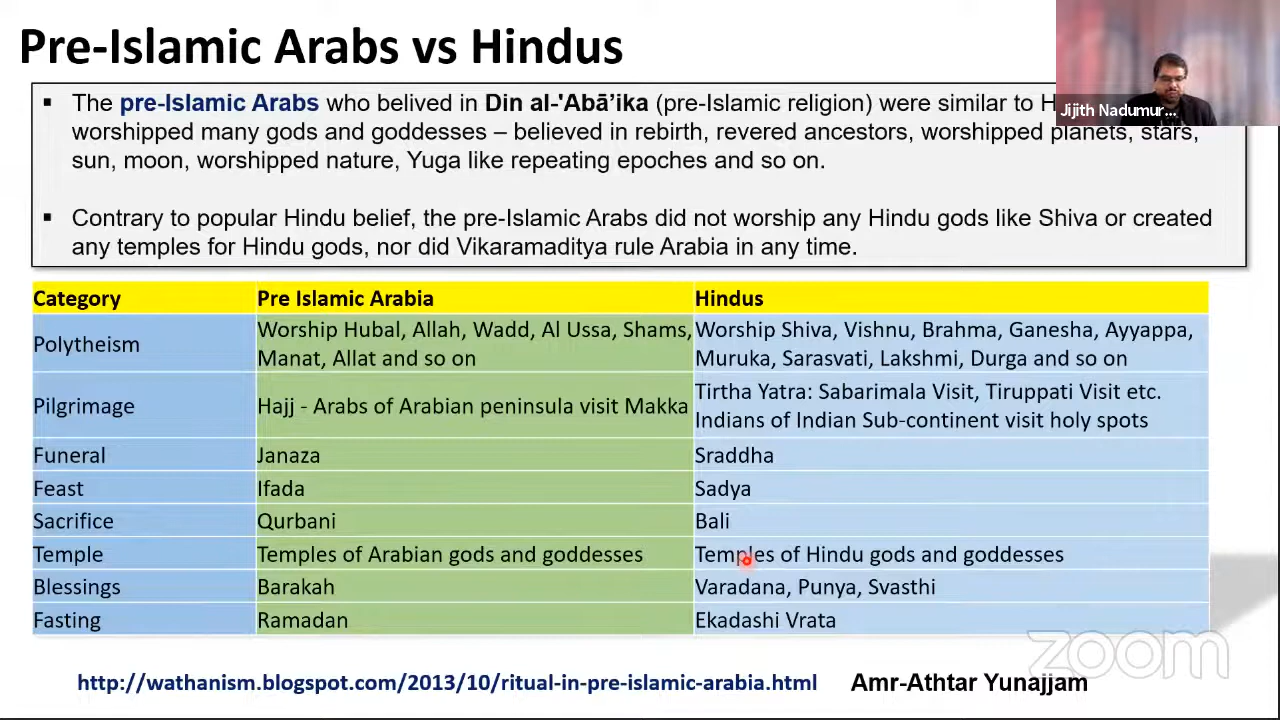 Pre-Islamic Arabs vs Hindus
Jijith Nadumur...
▪ The pre-Islamic Arabs who belived in Din al-'Abā’ika (pre-Islamic religion) were similar to H
worshipped many gods and goddesses – believed in rebirth, revered ancestors, worshipped planets, stars,
sun, moon, worshipped nature, Yuga like repeating epoches and so on.
▪ Contrary to popular Hindu belief, the pre-Islamic Arabs did not worship any Hindu gods like Shiva or created
any temples for Hindu gods, nor did Vikaramaditya rule Arabia in any time.
Category Pre Islamic Arabia Hindus
Polytheism
Worship Hubal, Allah, Wadd, Al Ussa, Shams,
Manat, Allat and so on
Worship Shiva, Vishnu, Brahma, Ganesha, Ayyappa,
Muruka, Sarasvati, Lakshmi, Durga and so on
Pilgrimage
Hajj - Arabs of Arabian peninsula visit Makka
Tirtha Yatra: Sabarimala Visit, Tiruppati Visit etc.
Indians of Indian Sub-continent visit holy spots
Funeral Janaza Sraddha
Feast Ifada Sadya
Sacrifice Qurbani Bali
Temple Temples of Arabian gods and goddesses Temples of Hindu gods and goddesses
Blessings Barakah Varadana, Punya, Svasthi
Fasting Ramadan Ekadashi Vrata
zoom
http://wathanism.blogspot.com/2013/10/ritual-in-pre-islamic-arabia.html Amr-Athtar Yunajjam